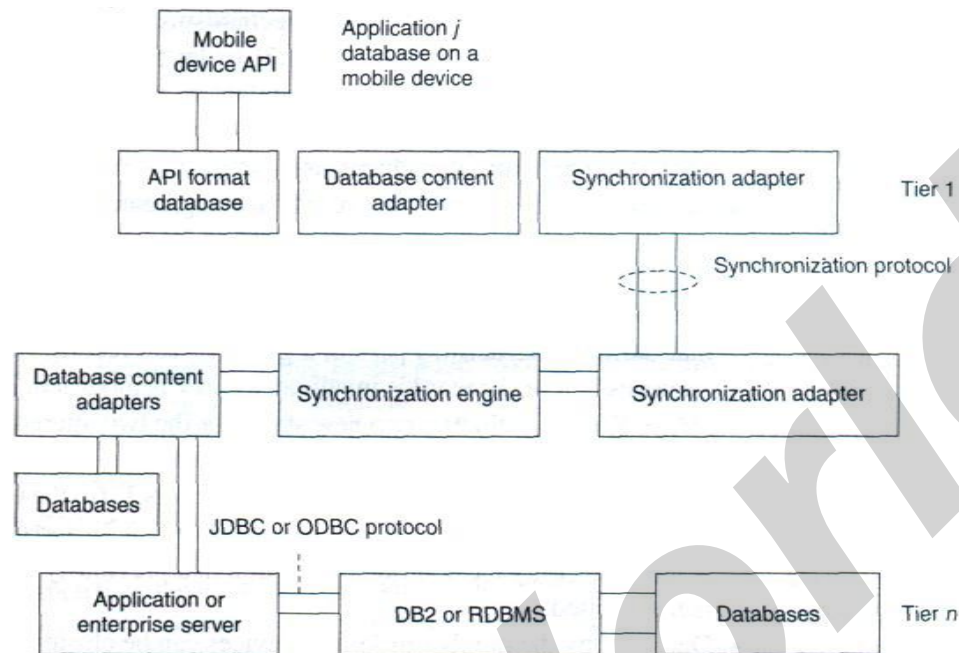 Mobile
device API
Application j
database on a
mobile device
API format
database
Database content
adapter
Synchronization adapter
Tier 1
Synchronization protocol
Database content
adapters
Synchronization engine
Synchronization adapter
Databases
JDBC or ODBC protocol
Application or
enterprise server
DB2 or RDBMS
Databases
Tier n